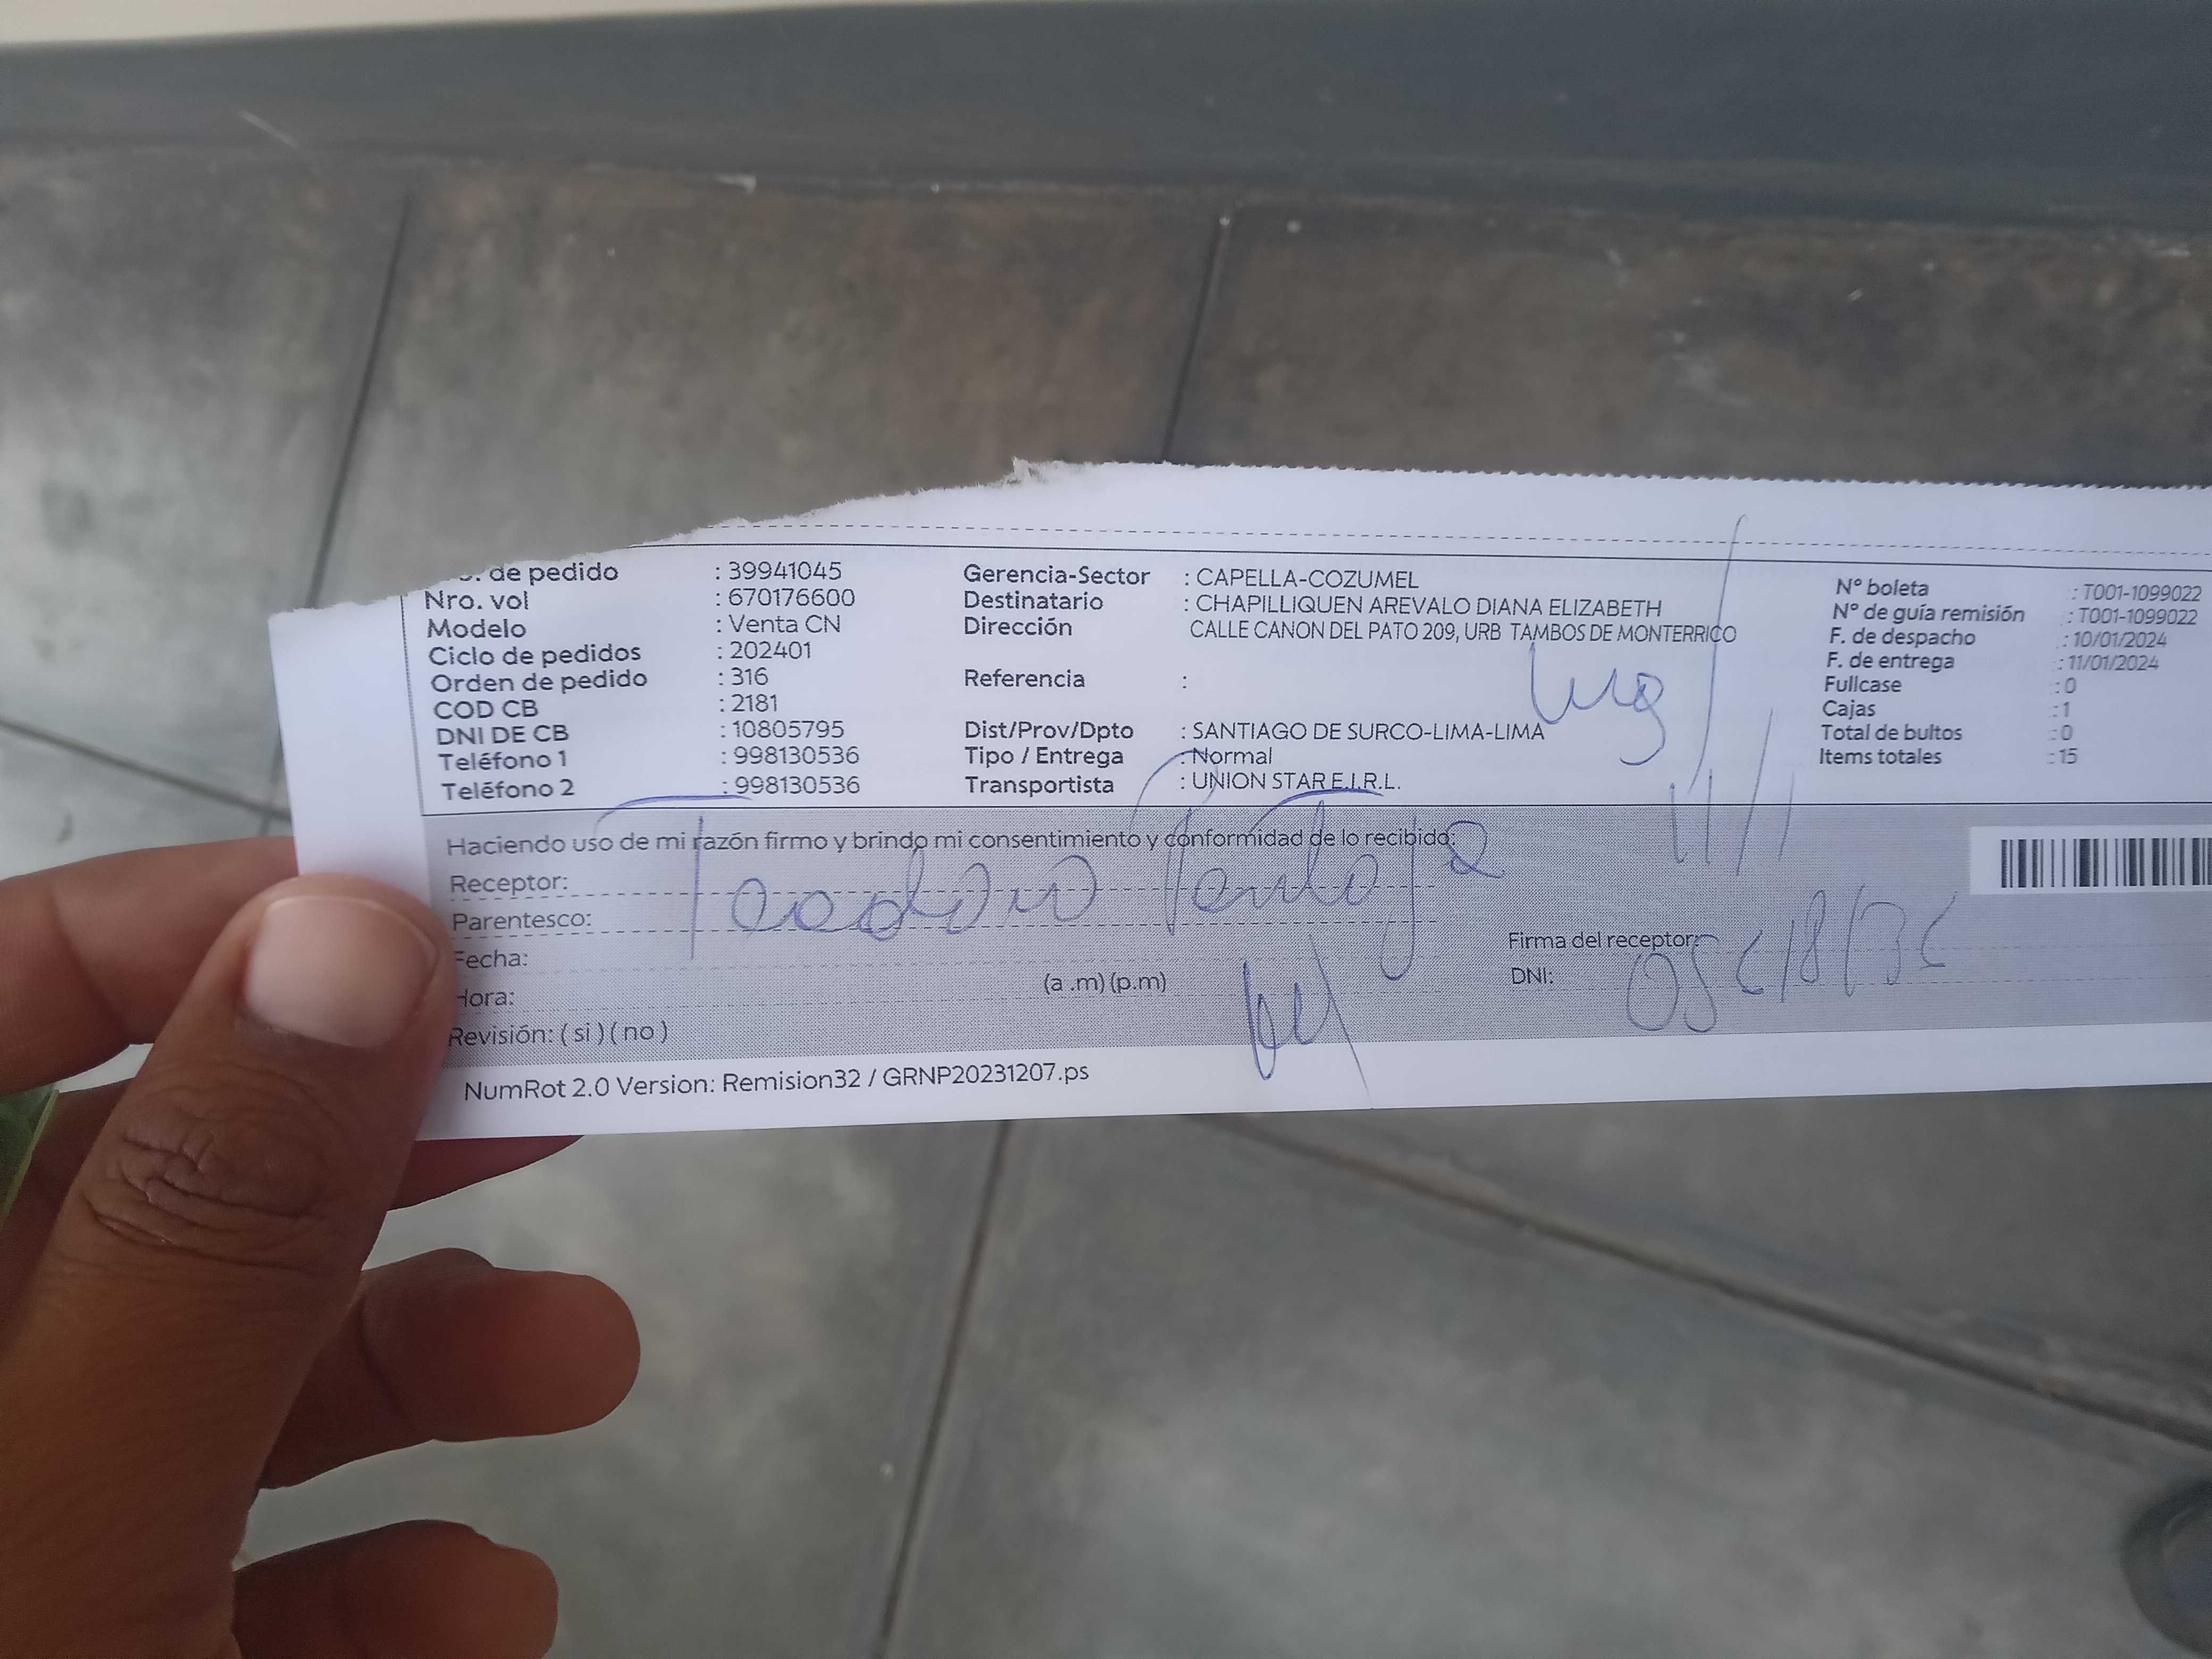 de pedido : 39941045
Nro. vol : 670176600
Modelo : Venta CN
Ciclo de pedidos : 202401
Orden de pedido : 316
COD CB : 2181
DNI DE CB : 10805795
Teléfono 1 : 998130536
Teléfono 2 : 998130536
Gerencia-Sector : CAPELLA-COZUMEL
Destinatario : CHAPILLIQUEN AREVALO DIANA ELIZABETH
Dirección CALLE CANON DEL PATO 209, URB TAMBOS DE MONTERRICO
Referencia :
Dist/Prov/Dpto : SANTIAGO DE SURCO-LIMA-LIMA
Tipo / Entrega : Normal
Transportista : UNION STAR E.I.R.L.
N° boleta : T001-1099022
N° de guía remisión : T001-1099022
F. de despacho : 10/01/2024
F. de entrega : 11/01/2024
Fullcase : 0
Cajas : 1
Total de bultos : 0
Items totales : 15
Haciendo uso de mi razón firmo y brindo mi consentimiento y conformidad de lo recibido:
Receptor: Teodoro
Parentesco:
Fecha:
Hora: (a .m) (p.m)
Revisión: ( si ) ( no )
Firma del receptor:
DNI:
NumRot 2.0 Version: Remision32 / GRNP20231207.ps